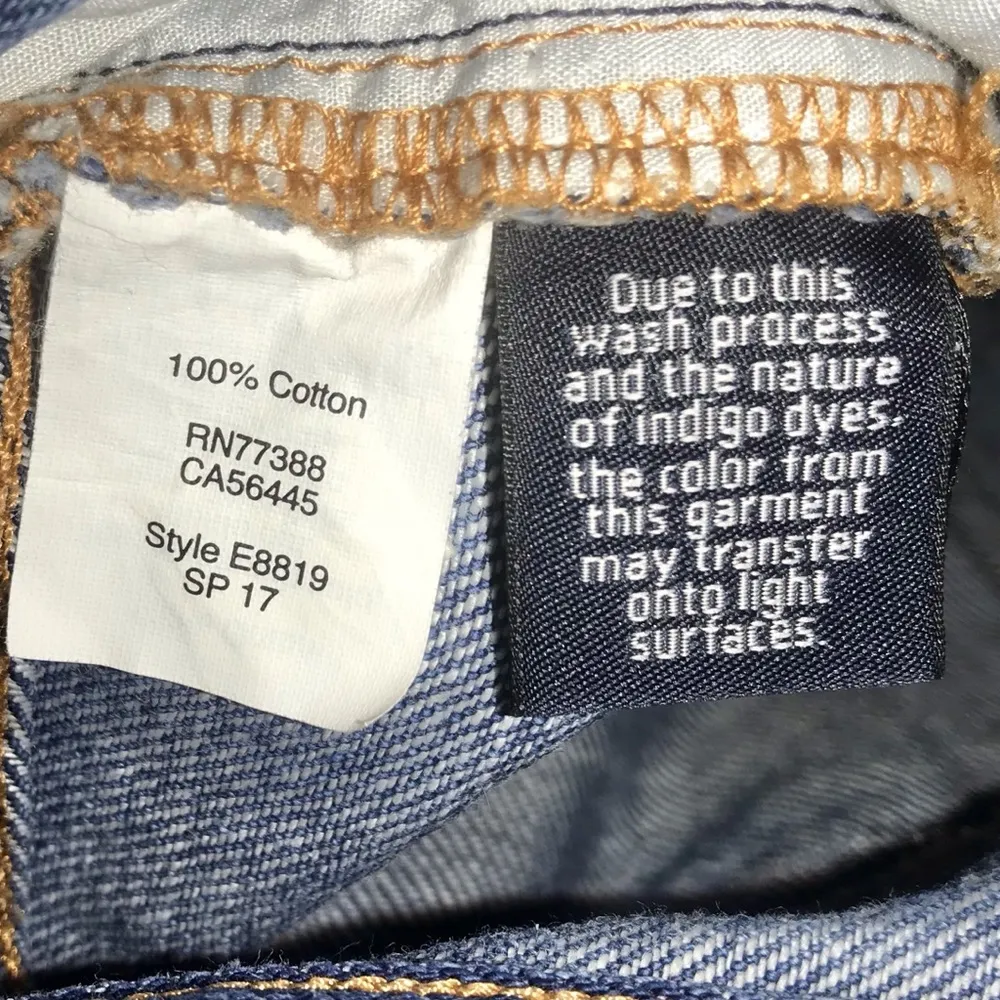 100% Cotton
RN77388
CA56445
Style E8819
SP 17
Due to this
wash process
and the nature
of indigo dyes,
the color from
this garment
may transfer
onto light
surfaces.